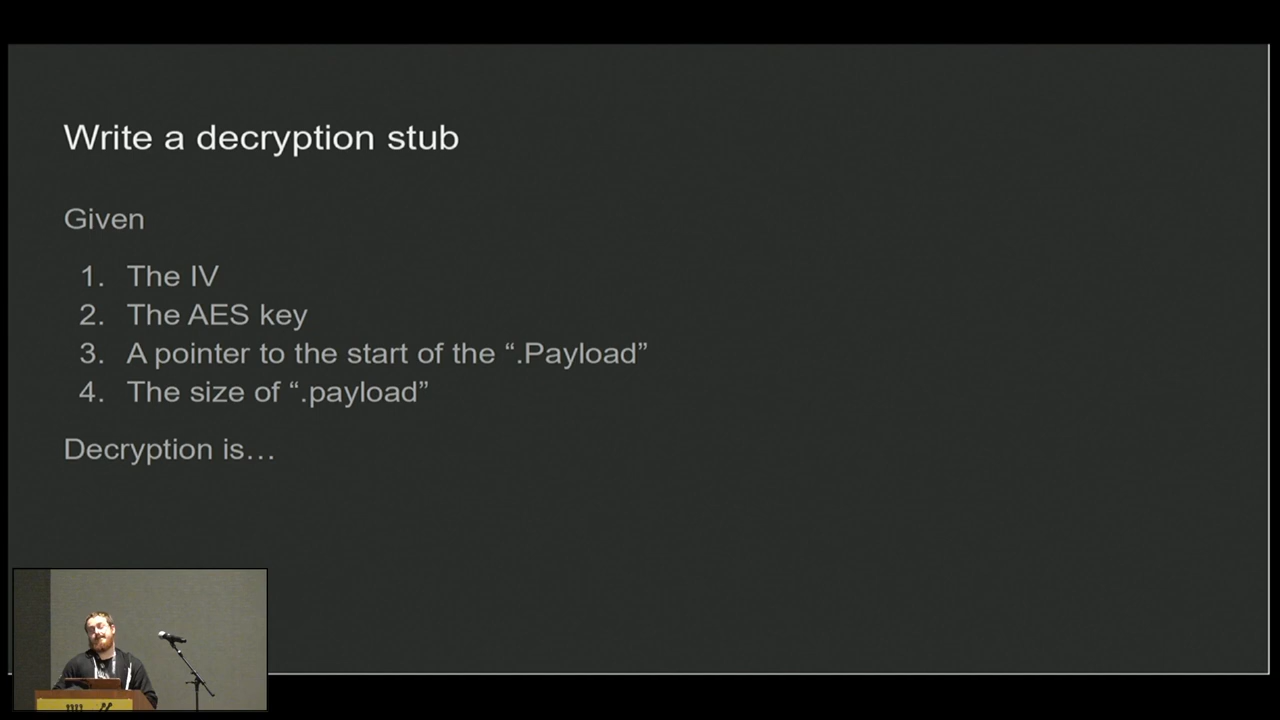 Write a decryption stub
Given
1. The IV
2. The AES key
3. A pointer to the start of the “.Payload”
4. The size of “.payload”
Decryption is…